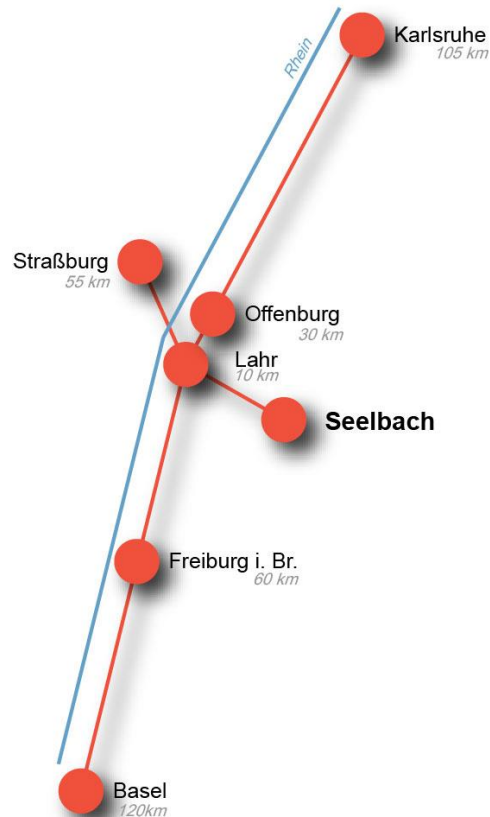 Rhein
Karlsruhe
105 km
Straßburg
55 km
Offenburg
30 km
Lahr
10 km
Seelbach
Freiburg i. Br.
60 km
Basel
120km